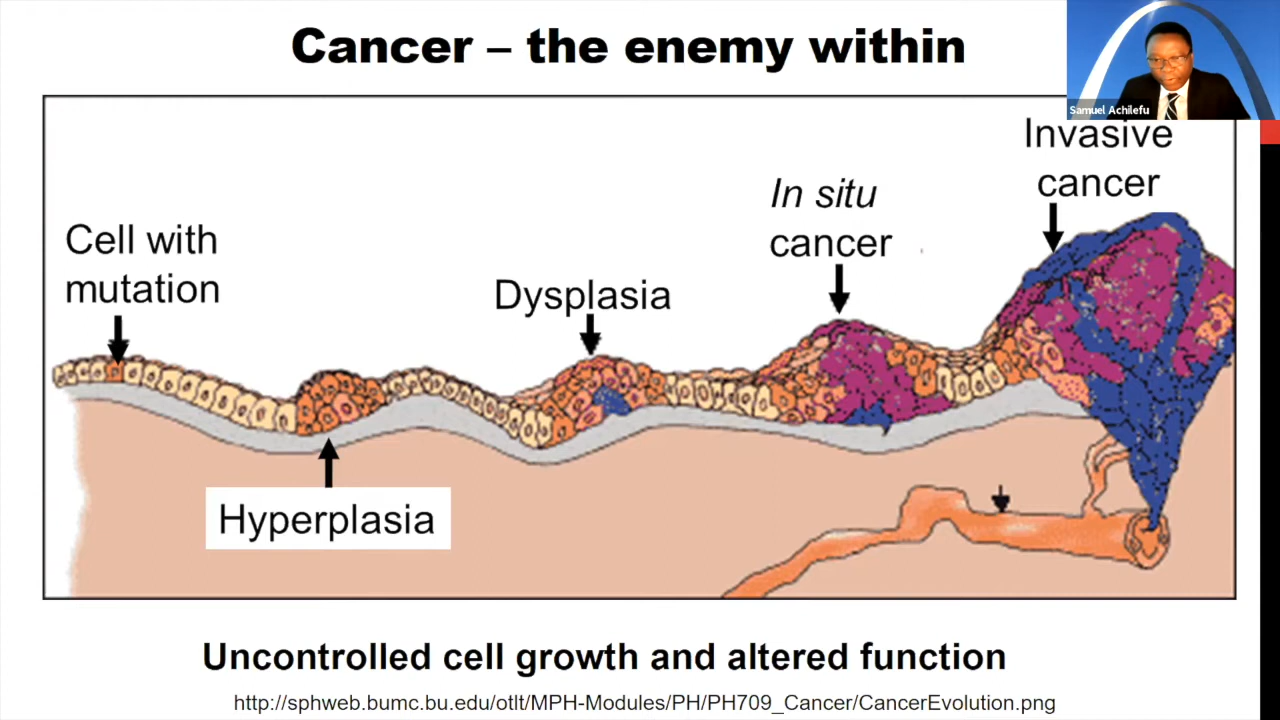 Cancer – the enemy within
Samuel Achilefu
Invasive
cancer
In situ
cancer
Cell with
mutation
Dysplasia
Hyperplasia
Uncontrolled cell growth and altered function
http://sphweb.bumc.bu.edu/otlt/MPH-Modules/PH/PH709_Cancer/CancerEvolution.png